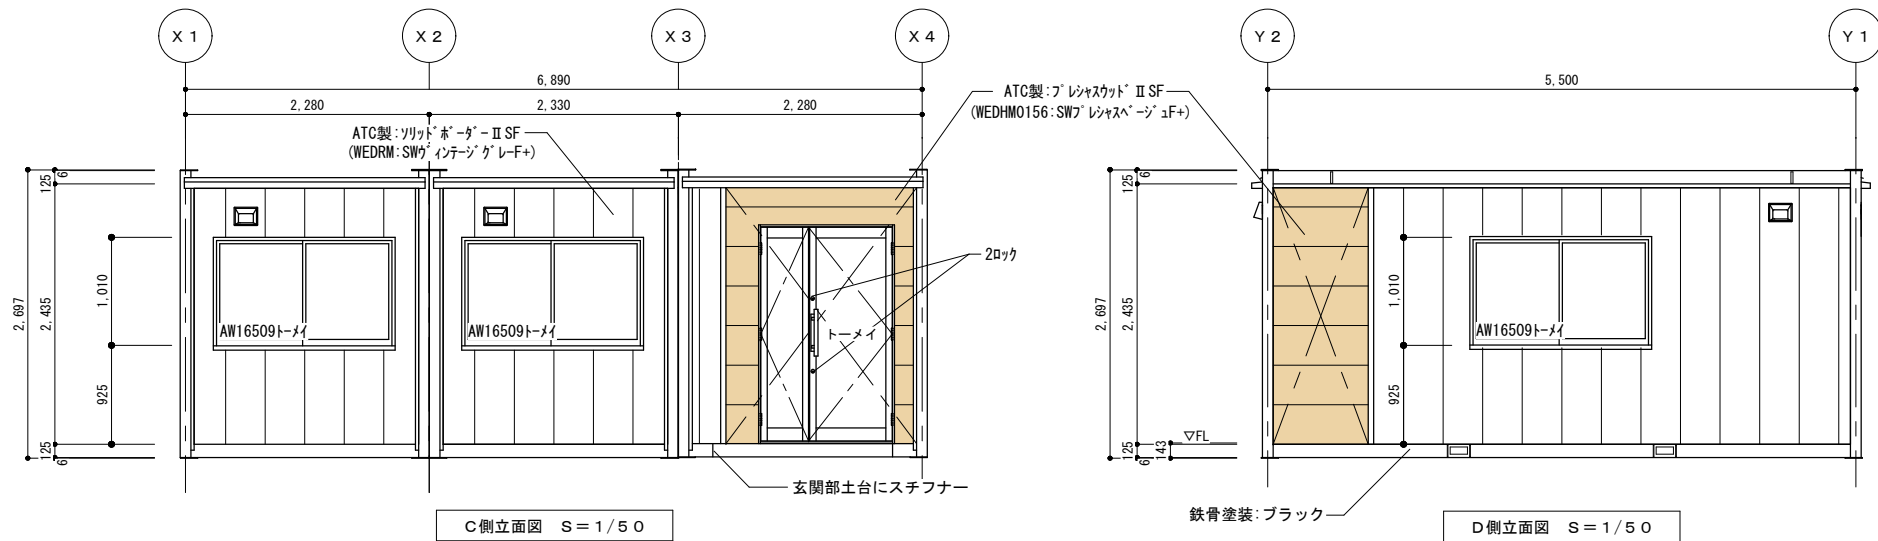 X1
X2
X3
X4
6,890
2,280
2,330
2,280
ATC製:ソリッドボーダーⅡSF
(WEDRM:SWヴィンテージグレーF+)
ATC製:プレシャスウッドⅡSF
(WEDHM0156:SWプレシャスベージュF+)
2,697
6
125
2,435
125
6
1,010
925
AW16509トーメイ
AW16509トーメイ
トーメイ
2ロック
玄関部土台にスチフナー
C側立面図 S=1/50
Y2
Y1
5,500
2,697
6
125
2,435
125
6
143
▽FL
1,010
925
AW16509トーメイ
鉄骨塗装:ブラック
D側立面図 S=1/50